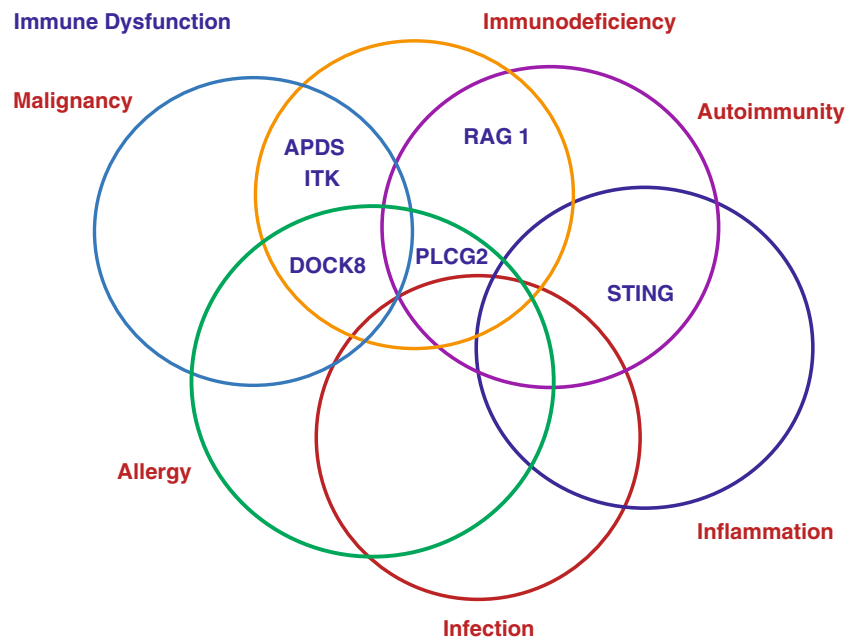 Immune Dysfunction
Immunodeficiency
Malignancy
Autoimmunity
RAG 1
APDS
ITK
PLCG2
DOCK8
STING
Allergy
Inflammation
Infection